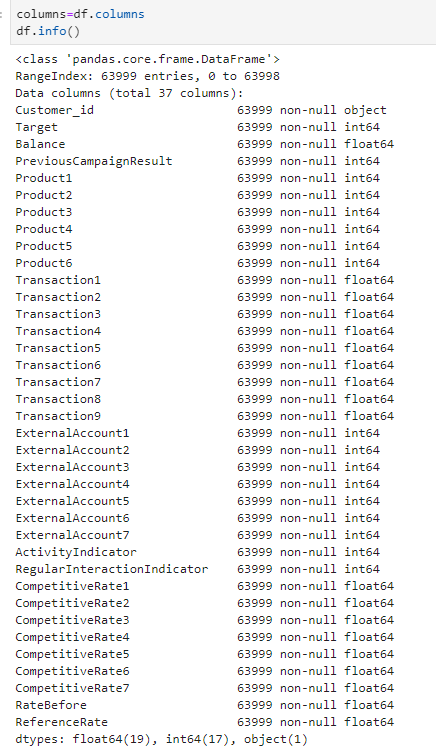 columns=df.columns
df.info()
<class 'pandas.core.frame.DataFrame'>
RangeIndex: 63999 entries, 0 to 63998
Data columns (total 37 columns):
Customer_id                   63999 non-null object
Target                        63999 non-null int64
Balance                       63999 non-null float64
PreviousCampaignResult        63999 non-null int64
Product1                      63999 non-null int64
Product2                      63999 non-null int64
Product3                      63999 non-null int64
Product4                      63999 non-null int64
Product5                      63999 non-null int64
Product6                      63999 non-null int64
Transaction1                  63999 non-null float64
Transaction2                  63999 non-null float64
Transaction3                  63999 non-null float64
Transaction4                  63999 non-null float64
Transaction5                  63999 non-null float64
Transaction6                  63999 non-null float64
Transaction7                  63999 non-null float64
Transaction8                  63999 non-null float64
Transaction9                  63999 non-null float64
ExternalAccount1              63999 non-null int64
ExternalAccount2              63999 non-null int64
ExternalAccount3              63999 non-null int64
ExternalAccount4              63999 non-null int64
ExternalAccount5              63999 non-null int64
ExternalAccount6              63999 non-null int64
ExternalAccount7              63999 non-null int64
ActivityIndicator             63999 non-null int64
RegularInteractionIndicator   63999 non-null int64
CompetitiveRate1              63999 non-null float64
CompetitiveRate2              63999 non-null float64
CompetitiveRate3              63999 non-null float64
CompetitiveRate4              63999 non-null float64
CompetitiveRate5              63999 non-null float64
CompetitiveRate6              63999 non-null float64
CompetitiveRate7              63999 non-null float64
RateBefore                    63999 non-null float64
ReferenceRate                 63999 non-null float64
dtypes: float64(19), int64(17), object(1)